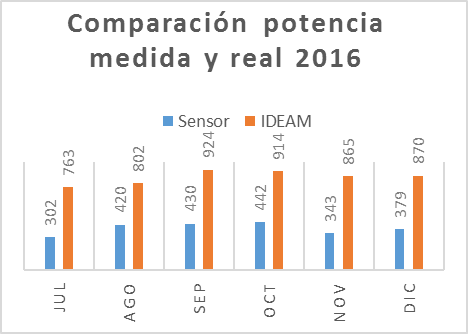 Comparación potencia
medida y real 2016
Sensor IDEAM
302 763 420 802 430 924 442 914 343 865 379 870
JUL AGO SEP OCT NOV DIC